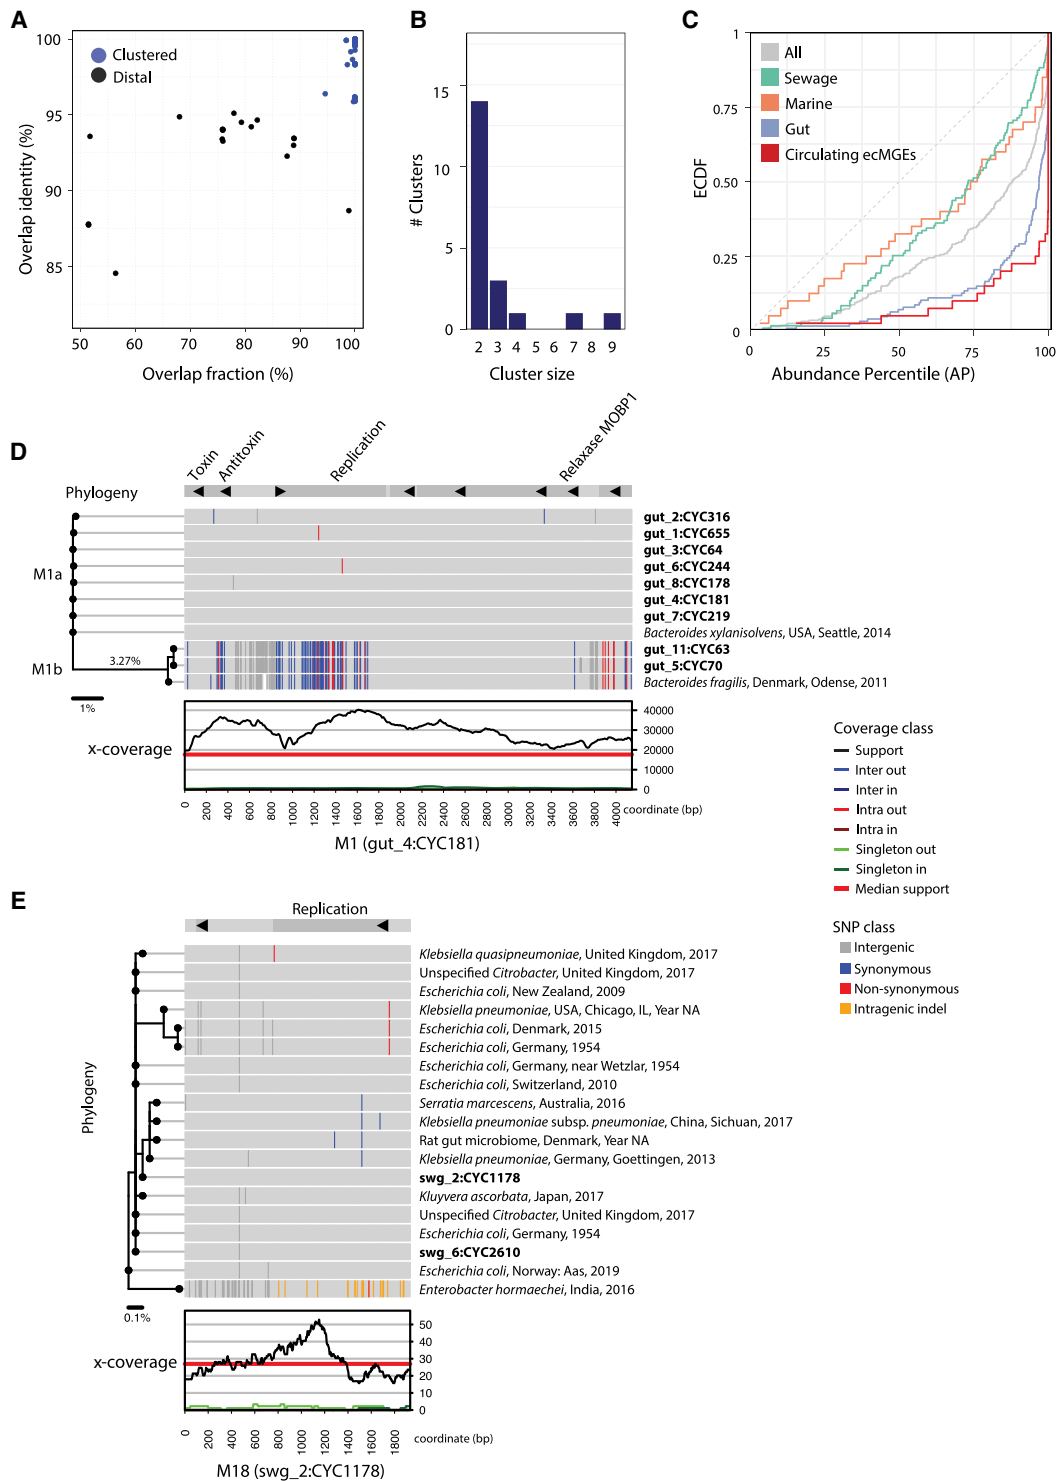 A
100
95
90
85
Overlap identity (%)
Clustered
Distal
50
60
70
80
90
100
Overlap fraction (%)
B
15
10
5
0
# Clusters
2 3 4 5 6 7 8 9
Cluster size
C
1
0.75
0.50
0.25
0
ECDF
All
Sewage
Marine
Gut
Circulating ecMGEs
0
25
50
75
100
Abundance Percentile (AP)
D
Toxin
Antitoxin
Replication
Relaxase MOBP1
Phylogeny
M1a
M1b
3.27%
1%
gut_2:CYC316
gut_1:CYC655
gut_3:CYC64
gut_6:CYC244
gut_8:CYC178
gut_4:CYC181
gut_7:CYC219
Bacteroides xylanisolvens, USA, Seattle, 2014
gut_11:CYC63
gut_5:CYC70
Bacteroides fragilis, Denmark, Odense, 2011
x-coverage
40000
30000
20000
10000
0
0 200 400 600 800 1000 1200 1400 1600 1800 2000 2200 2400 2600 2800 3000 3200 3400 3600 3800 4000
coordinate (bp)
M1 (gut_4:CYC181)
Coverage class
Support
Inter out
Inter in
Intra out
Intra in
Singleton out
Singleton in
Median support
SNP class
Intergenic
Synonymous
Non-synonymous
Intragenic indel
E
Replication
Phylogeny
0.1%
Klebsiella quasipneumoniae, United Kingdom, 2017
Unspecified Citrobacter, United Kingdom, 2017
Escherichia coli, New Zealand, 2009
Klebsiella pneumoniae, USA, Chicago, IL, Year NA
Escherichia coli, Denmark, 2015
Escherichia coli, Germany, 1954
Escherichia coli, Germany, near Wetzlar, 1954
Escherichia coli, Switzerland, 2010
Serratia marcescens, Australia, 2016
Klebsiella pneumoniae subsp. pneumoniae, China, Sichuan, 2017
Rat gut microbiome, Denmark, Year NA
Klebsiella pneumoniae, Germany, Goettingen, 2013
swg_2:CYC1178
Kluyvera ascorbata, Japan, 2017
Unspecified Citrobacter, United Kingdom, 2017
Escherichia coli, Germany, 1954
swg_6:CYC2610
Escherichia coli, Norway: Aas, 2019
Enterobacter hormaechei, India, 2016
x-coverage
50
40
30
20
10
0
0 200 400 600 800 1000 1200 1400 1600 1800
coordinate (bp)
M18 (swg_2:CYC1178)